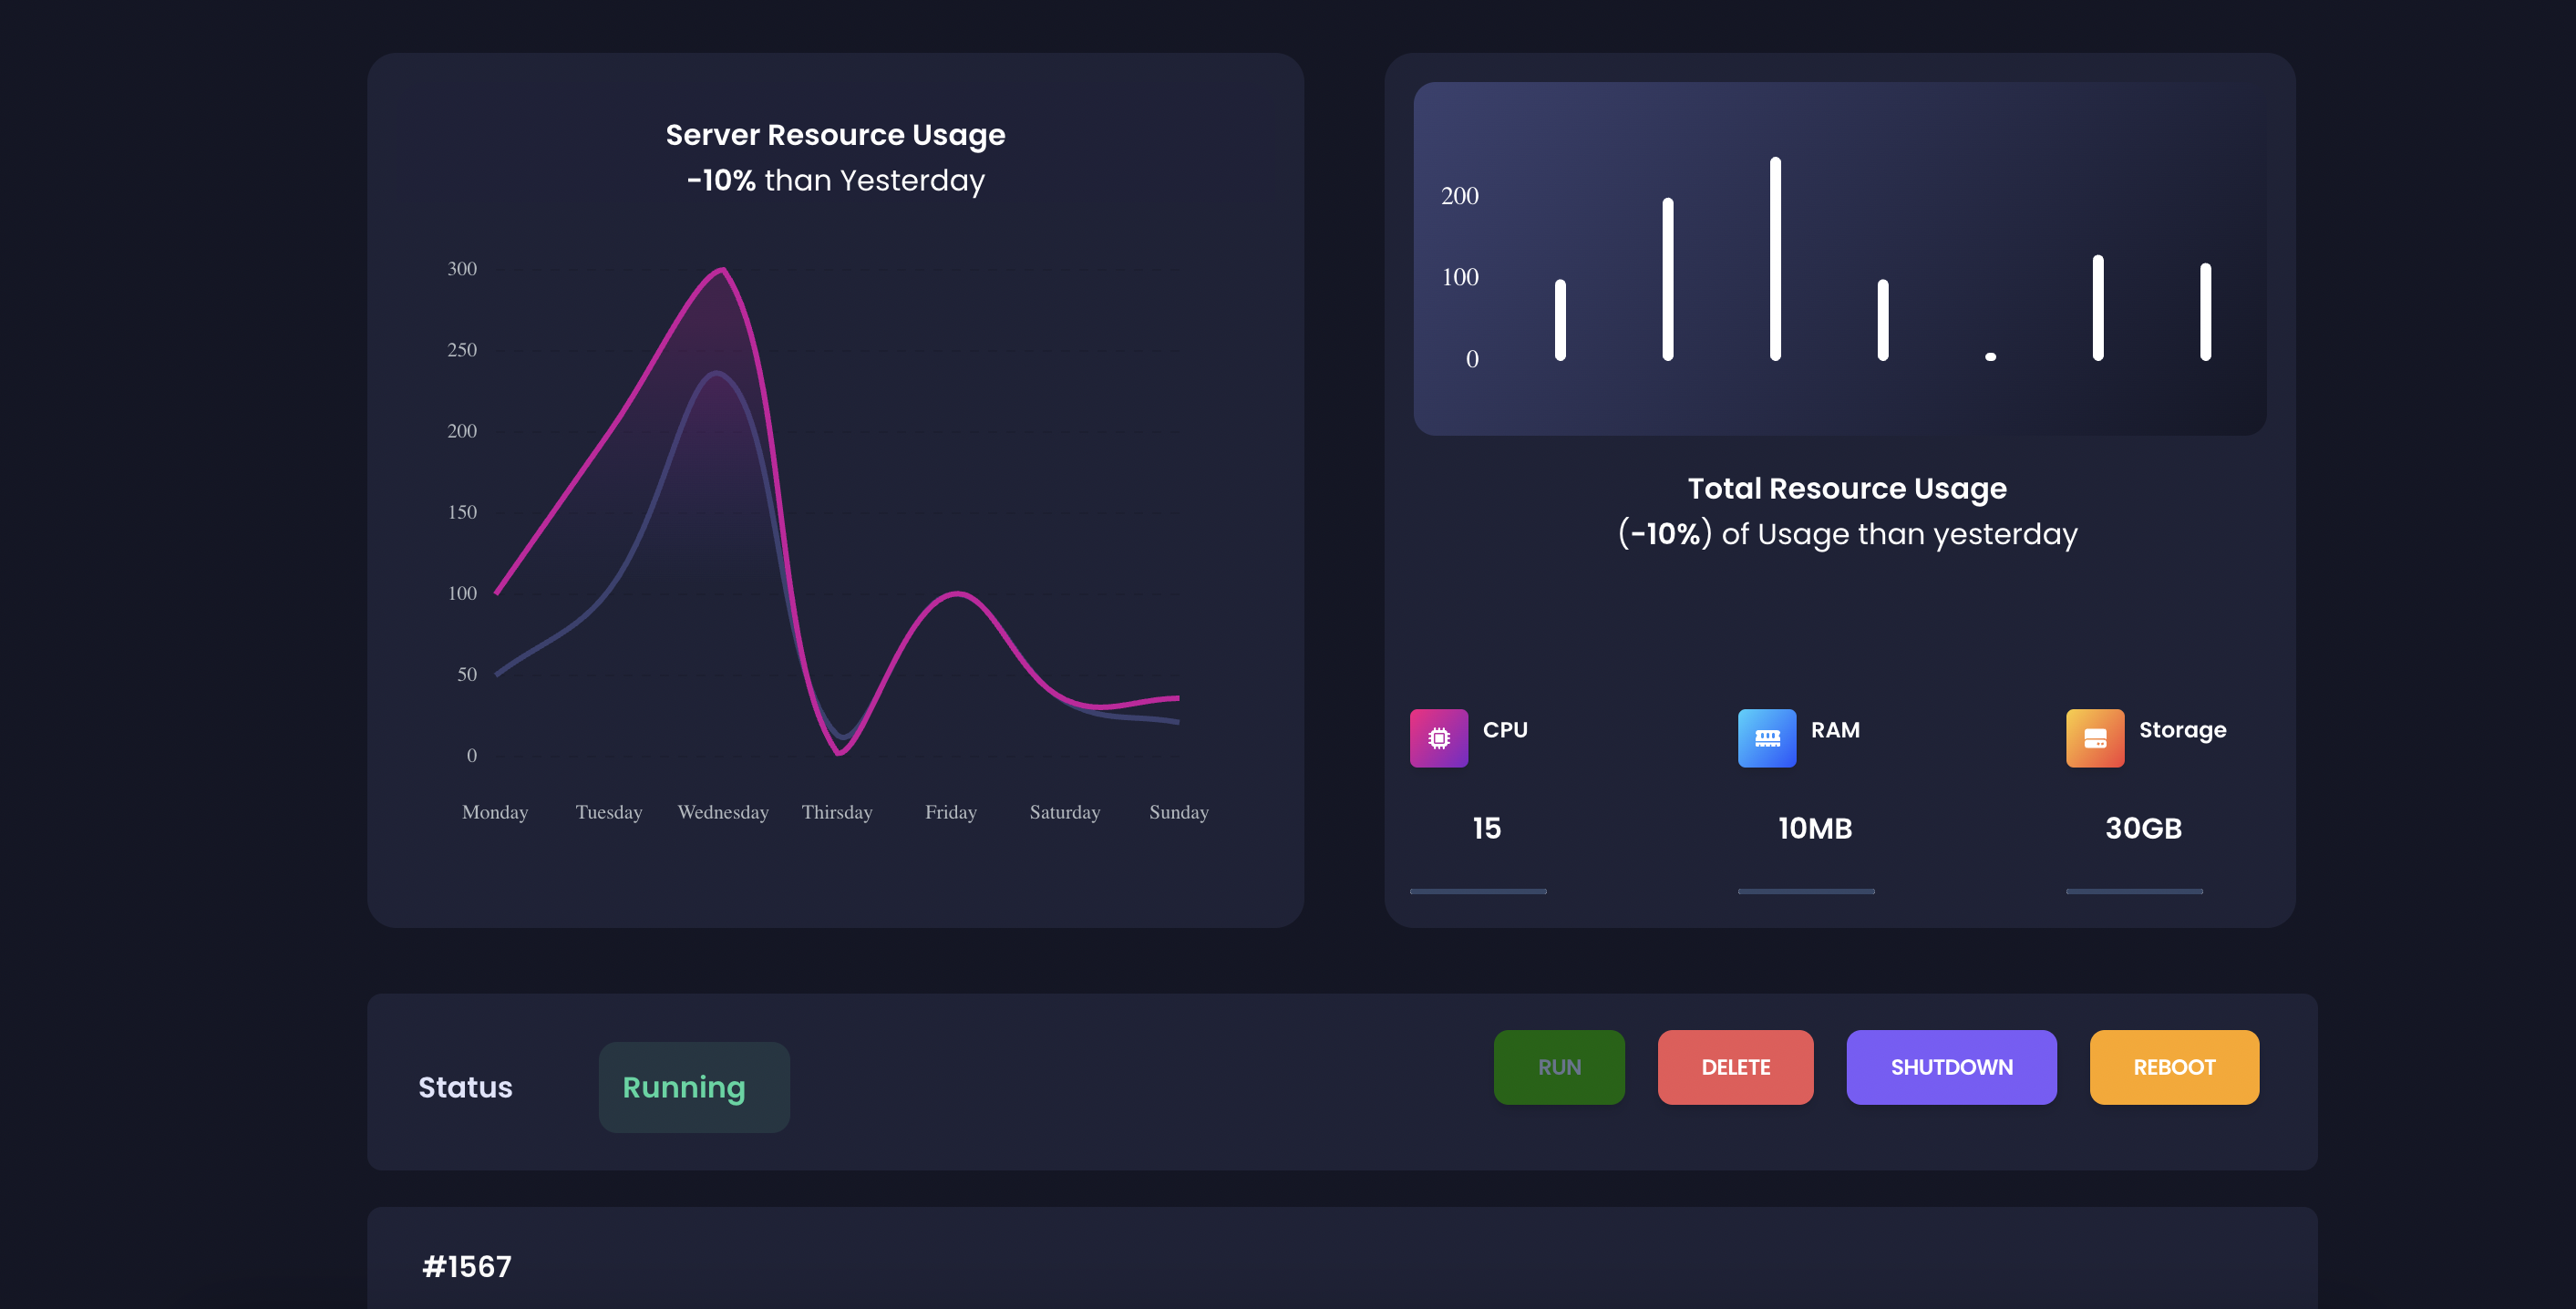 Server Resource Usage
-10% than Yesterday
300
250
200
150
100
50
0
Monday Tuesday Wednesday Thirsday Friday Saturday Sunday
200
100
0
Total Resource Usage
(-10%) of Usage than yesterday
CPU
15
RAM
10MB
Storage
30GB
Status
Running
RUN
DELETE
SHUTDOWN
REBOOT
#1567